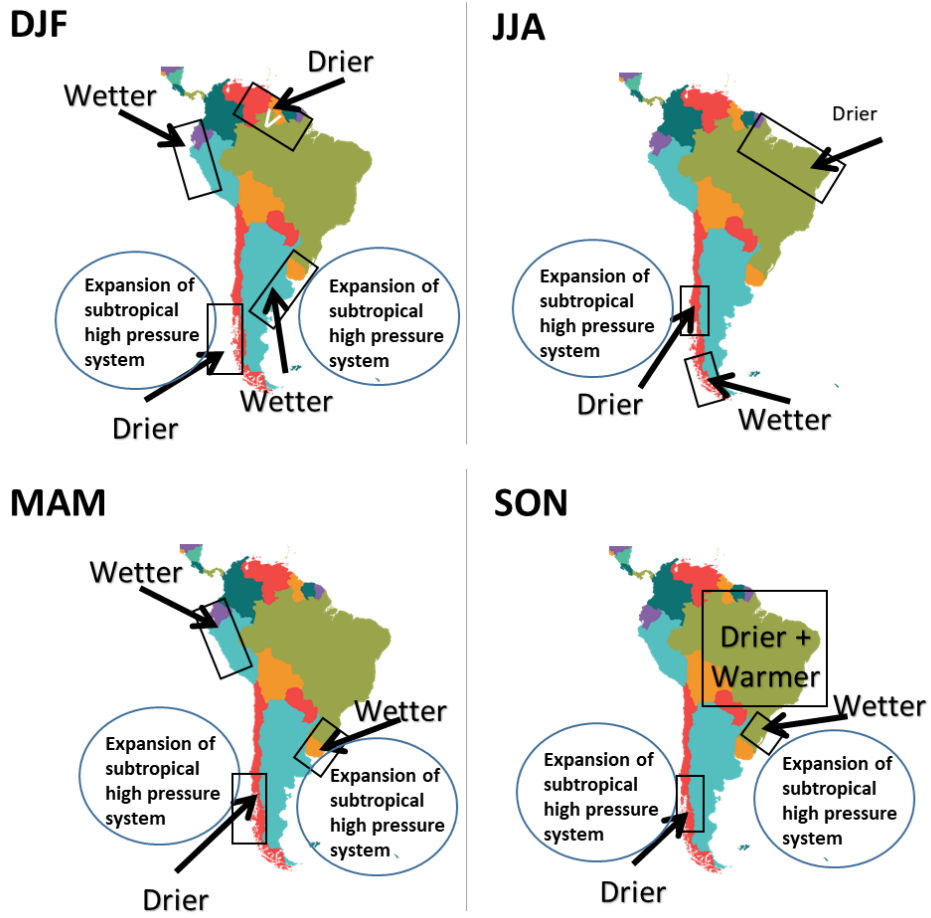 DJF
Drier
Wetter
V
Expansion of
subtropical
high pressure
system
Expansion of
subtropical
high pressure
system
Wetter
Drier
JJA
Drier
Expansion of
subtropical
high pressure
system
Drier
Wetter
MAM
Wetter
Wetter
Expansion of
subtropical
high pressure
system
Expansion of
subtropical
high pressure
system
Drier
SON
Drier +
Warmer
Wetter
Expansion of
subtropical
high pressure
system
Expansion of
subtropical
high pressure
system
Drier